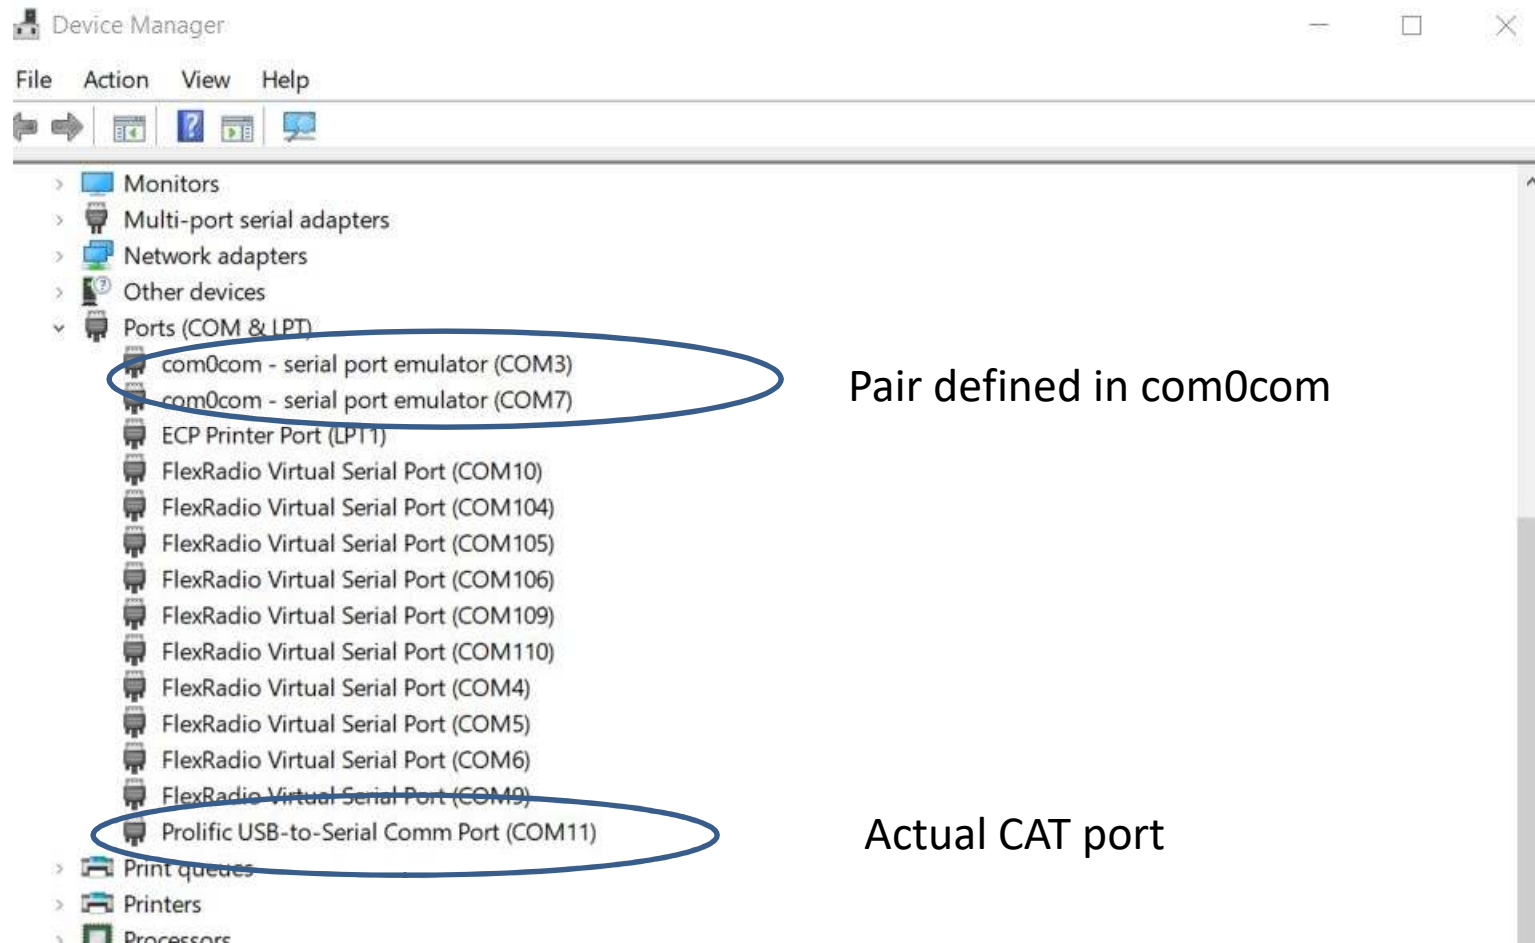 Device Manager
File Action View Help
Monitors
Multi-port serial adapters
Network adapters
Other devices
Ports (COM & LPT)
com0com - serial port emulator (COM3)
com0com - serial port emulator (COM7)
Pair defined in com0com
ECP Printer Port (LPT1)
FlexRadio Virtual Serial Port (COM10)
FlexRadio Virtual Serial Port (COM104)
FlexRadio Virtual Serial Port (COM105)
FlexRadio Virtual Serial Port (COM106)
FlexRadio Virtual Serial Port (COM109)
FlexRadio Virtual Serial Port (COM110)
FlexRadio Virtual Serial Port (COM4)
FlexRadio Virtual Serial Port (COM5)
FlexRadio Virtual Serial Port (COM6)
FlexRadio Virtual Serial Port (COM9)
Prolific USB-to-Serial Comm Port (COM11)
Actual CAT port
Print queues
Printers
Processors